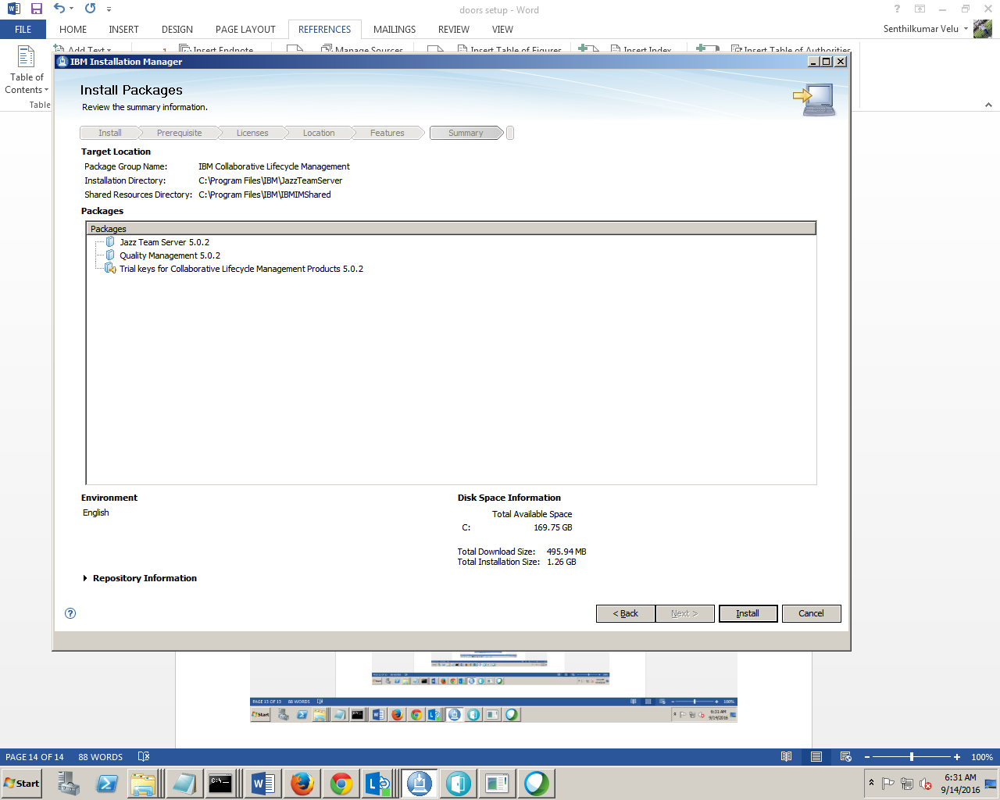 doors setup - Word
FILE HOME INSERT DESIGN PAGE LAYOUT REFERENCES MAILINGS REVIEW VIEW
Senthilkumar Velu
Add Text Insert Endnote Manage Sources Insert Table of Figures Insert Index Insert Table of Authorities
Table of
Contents
Table
IBM Installation Manager
Install Packages
Review the summary information.
Install Prerequisite Licenses Location Features Summary
Target Location
Package Group Name: IBM Collaborative Lifecycle Management
Installation Directory: C:\Program Files\IBM\JazzTeamServer
Shared Resources Directory: C:\Program Files\IBM\IBMIMShared
Packages
Packages
Jazz Team Server 5.0.2
Quality Management 5.0.2
Trial keys for Collaborative Lifecycle Management Products 5.0.2
Environment
English
Disk Space Information
Total Available Space
C: 169.75 GB
Total Download Size: 495.94 MB
Total Installation Size: 1.26 GB
Repository Information
< Back Next > Install Cancel
PAGE 13 OF 13 88 WORDS 100%
Start 6:31 AM
9/14/2016
PAGE 14 OF 14 88 WORDS 100%
Start 6:31 AM
9/14/2016